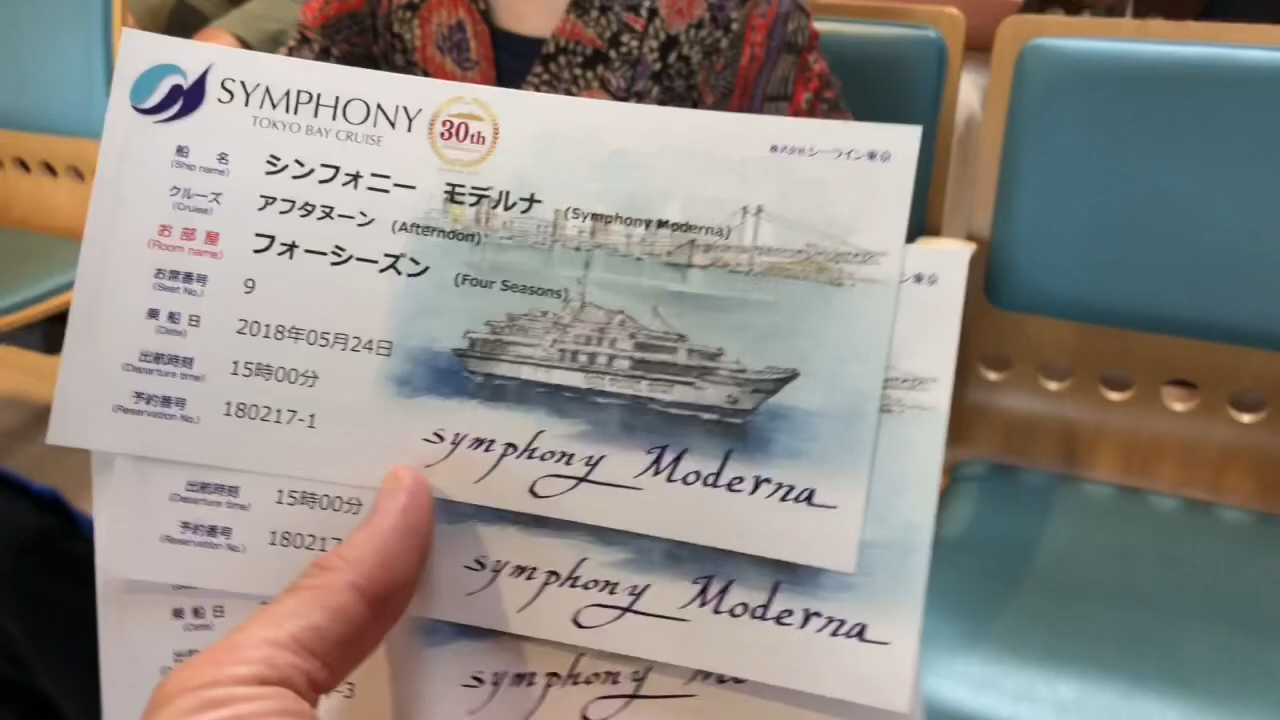 SYMPHONY
TOKYO BAY CRUISE
30th
株式会社シーライン東京
船名 シンフォニー モデルナ (Symphony Moderna)
(Ship name)
クルーズ アフタヌーン (Afternoon)
(Cruise)
お部屋 フォーシーズン (Four Seasons)
(Room name)
お席番号 9
(Seat No.)
乗船日 2018年05月24日
(Date)
出航時刻 15時00分
(Departure time)
予約番号 180217-1
(Reservation No.)
symphony Moderna
ン東京
出航時刻 15時00分
(Departure time)
予約番号 180217
(Reservation No.)
symphony Moderna
乗船日
(Date)
-3
symphony